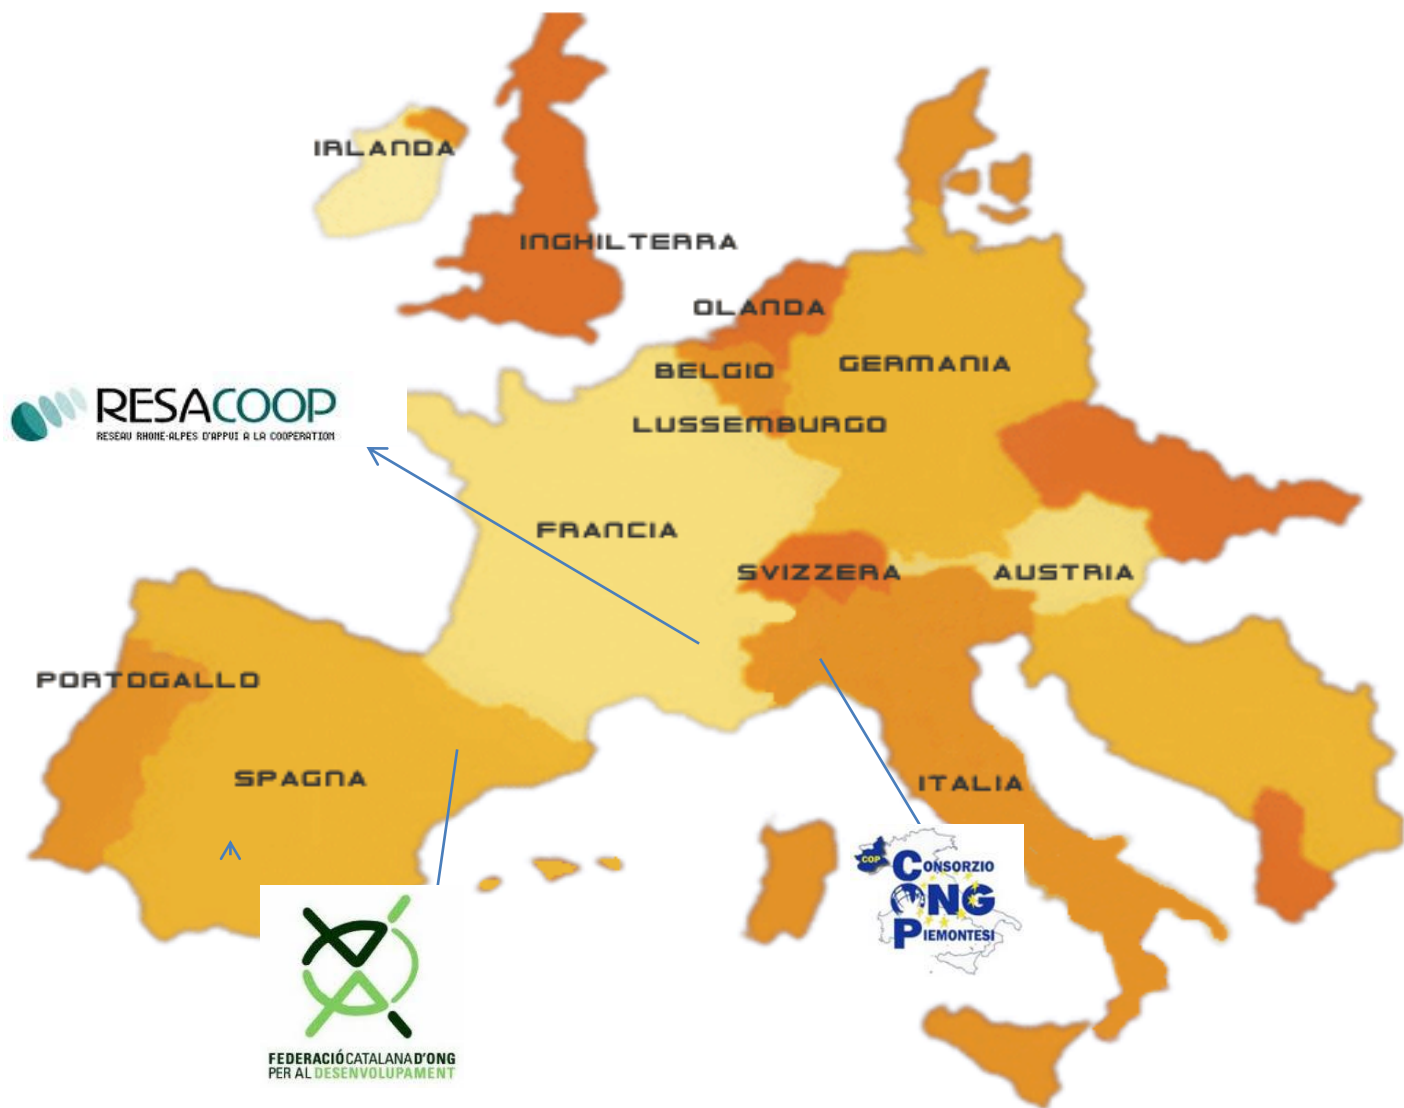 IRLANDA
INGHILTERRA
OLANDA
BELGIO
GERMANIA
RESACOOP
RESEAU RHONE-ALPES D'APPUI A LA COOPERATION
LUSSEMBURGO
FRANCIA
SVIZZERA
AUSTRIA
PORTOGALLO
SPAGNA
ITALIA
COP
CONSORZIO
ONG
PIEMONTESI
FEDERACIÓ CATALANA D'ONG
PER AL DESENVOLUPAMENT